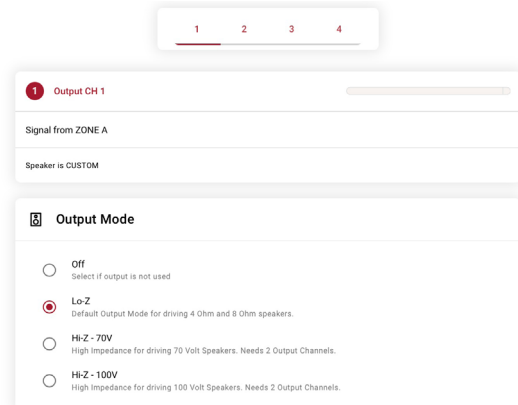 1 2 3 4
1 Output CH 1
Signal from ZONE A
Speaker is CUSTOM
Output Mode
Off
Select if output is not used
Lo-Z
Default Output Mode for driving 4 Ohm and 8 Ohm speakers.
Hi-Z - 70V
High Impedance for driving 70 Volt Speakers. Needs 2 Output Channels.
Hi-Z - 100V
High Impedance for driving 100 Volt Speakers. Needs 2 Output Channels.